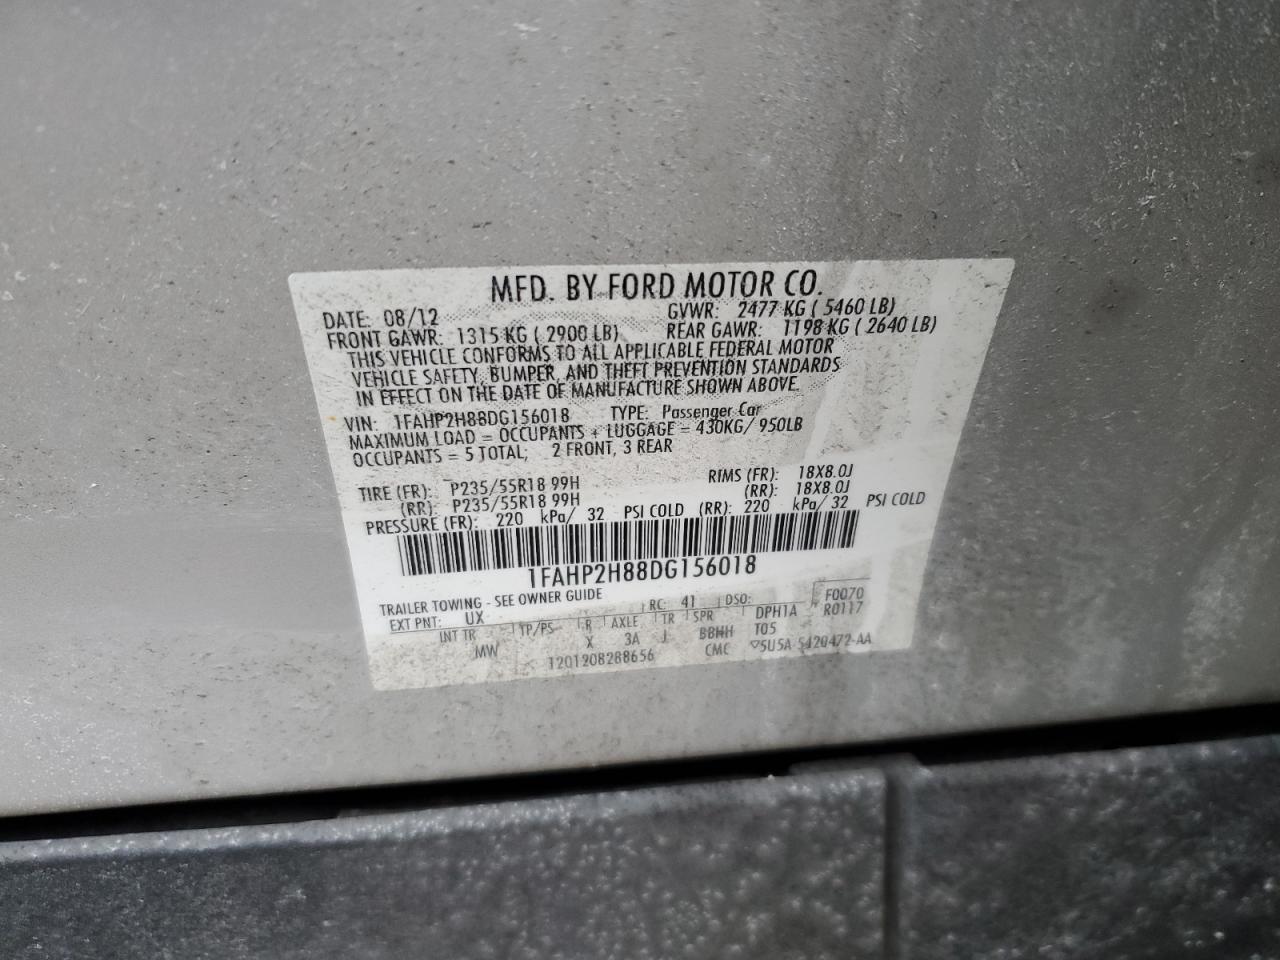 MFD. BY FORD MOTOR CO.
DATE: 08/12 GVWR: 2477 KG ( 5460 LB)
FRONT GAWR: 1315 KG ( 2900 LB) REAR GAWR: 1198 KG ( 2640 LB)
THIS VEHICLE CONFORMS TO ALL APPLICABLE FEDERAL MOTOR
VEHICLE SAFETY, BUMPER, AND THEFT PREVENTION STANDARDS
IN EFFECT ON THE DATE OF MANUFACTURE SHOWN ABOVE.
VIN: 1FAHP2H88DG156018 TYPE: Passenger Car
MAXIMUM LOAD = OCCUPANTS + LUGGAGE = 430KG/ 950LB
OCCUPANTS = 5 TOTAL; 2 FRONT, 3 REAR
TIRE (FR): P235/55R18 99H RIMS (FR): 18X8.0J
(RR): P235/55R18 99H (RR): 18X8.0J
PRESSURE (FR): 220 kPa/ 32 PSI COLD (RR): 220 kPa/ 32 PSI COLD
1FAHP2H88DG156018
TRAILER TOWING - SEE OWNER GUIDE
EXT PNT: UX RC: 41 DSO: F0070
INT TR TP/PS R AXLE TR SPR DPH1A R0117
MW X 3A J BBHH T05
1201208288656 CMC 5U5A-5420472-AA